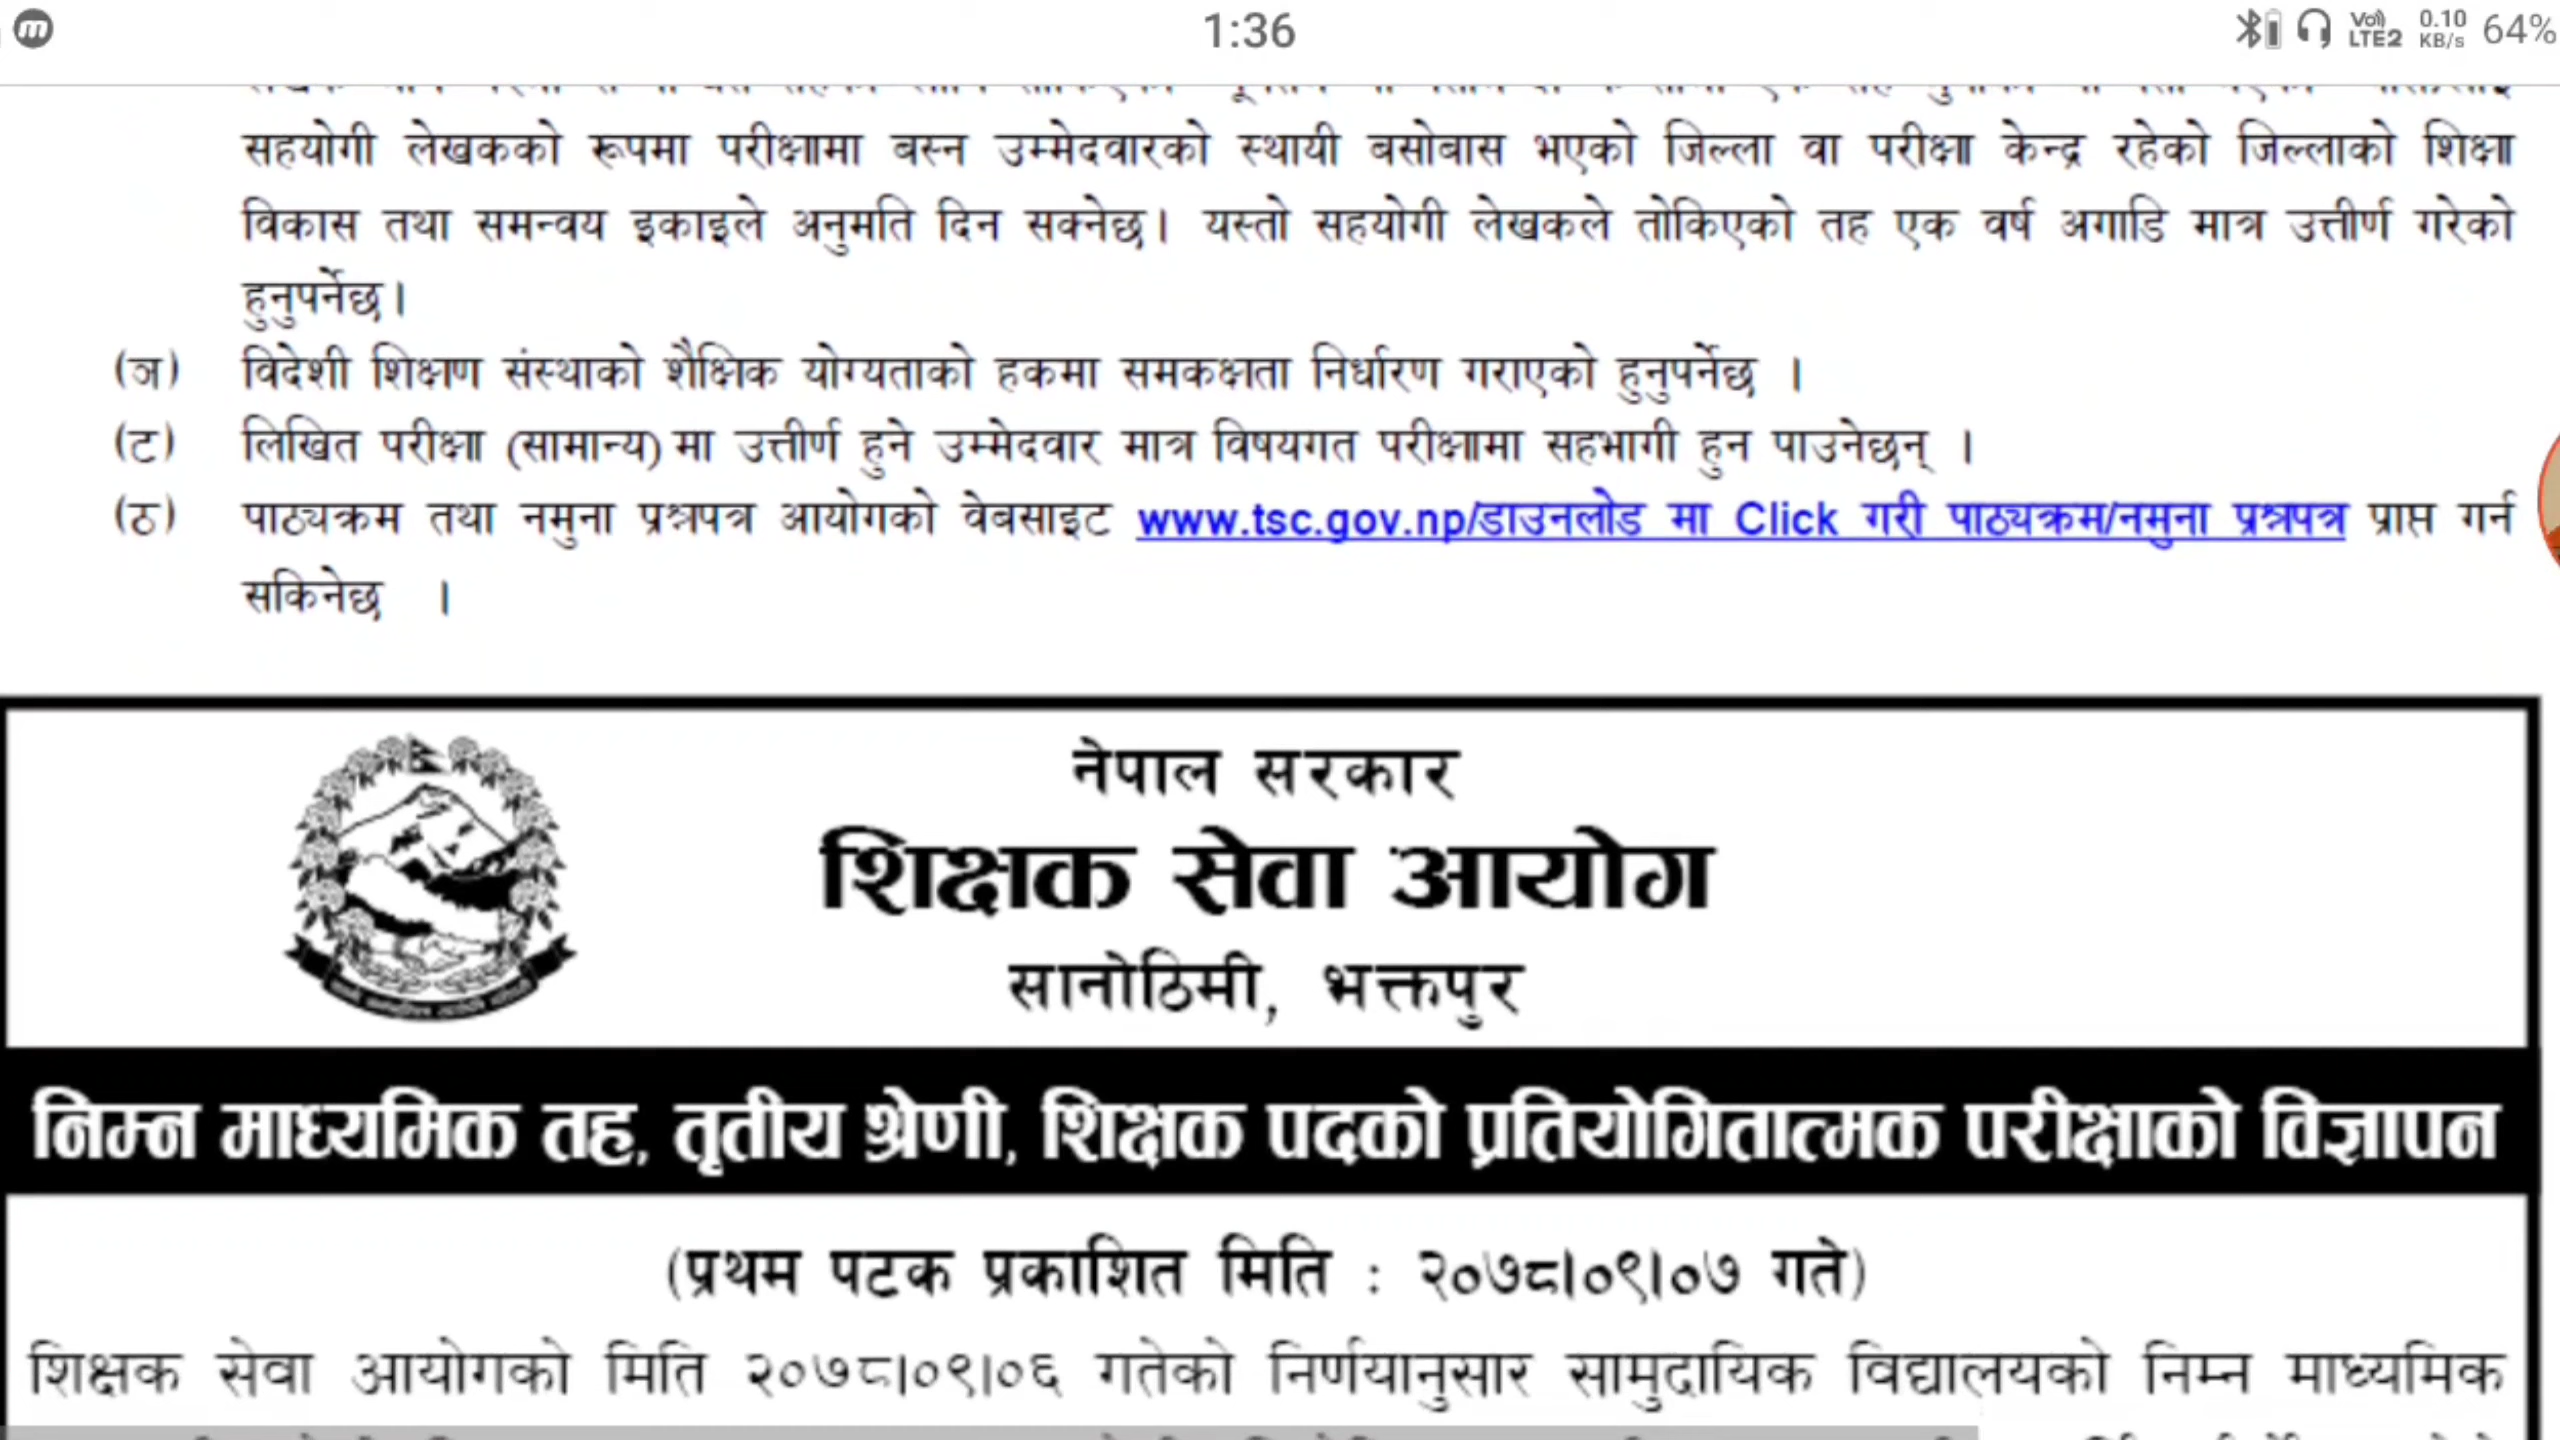 1:36
Vo)) LTE2 0.10 KB/s 64%
सहयोगी लेखकको रूपमा परीक्षामा बस्न उम्मेदवारको स्थायी बसोबास भएको जिल्ला वा परीक्षा केन्द्र रहेको जिल्लाको शिक्षा
विकास तथा समन्वय इकाइले अनुमति दिन सक्नेछ। यस्तो सहयोगी लेखकले तोकिएको तह एक वर्ष अगाडि मात्र उत्तीर्ण गरेको
हुनुपर्नेछ।
(ञ) विदेशी शिक्षण संस्थाको शैक्षिक योग्यताको हकमा समकक्षता निर्धारण गराएको हुनुपर्नेछ ।
(ट) लिखित परीक्षा (सामान्य) मा उत्तीर्ण हुने उम्मेदवार मात्र विषयगत परीक्षामा सहभागी हुन पाउनेछन् ।
(ठ) पाठ्यक्रम तथा नमुना प्रश्नपत्र आयोगको वेबसाइट www.tsc.gov.np/डाउनलोड मा Click गरी पाठ्यक्रम/नमुना प्रश्नपत्र प्राप्त गर्न
सकिनेछ ।
नेपाल सरकार
शिक्षक सेवा आयोग
सानोठिमी, भक्तपुर
निम्न माध्यमिक तह, तृतीय श्रेणी, शिक्षक पदको प्रतियोगितात्मक परीक्षाको विज्ञापन
(प्रथम पटक प्रकाशित मिति : २०७८।०९।०७ गते)
शिक्षक सेवा आयोगको मिति २०७८।०९।०६ गतेको निर्णयानुसार सामुदायिक विद्यालयको निम्न माध्यमिक